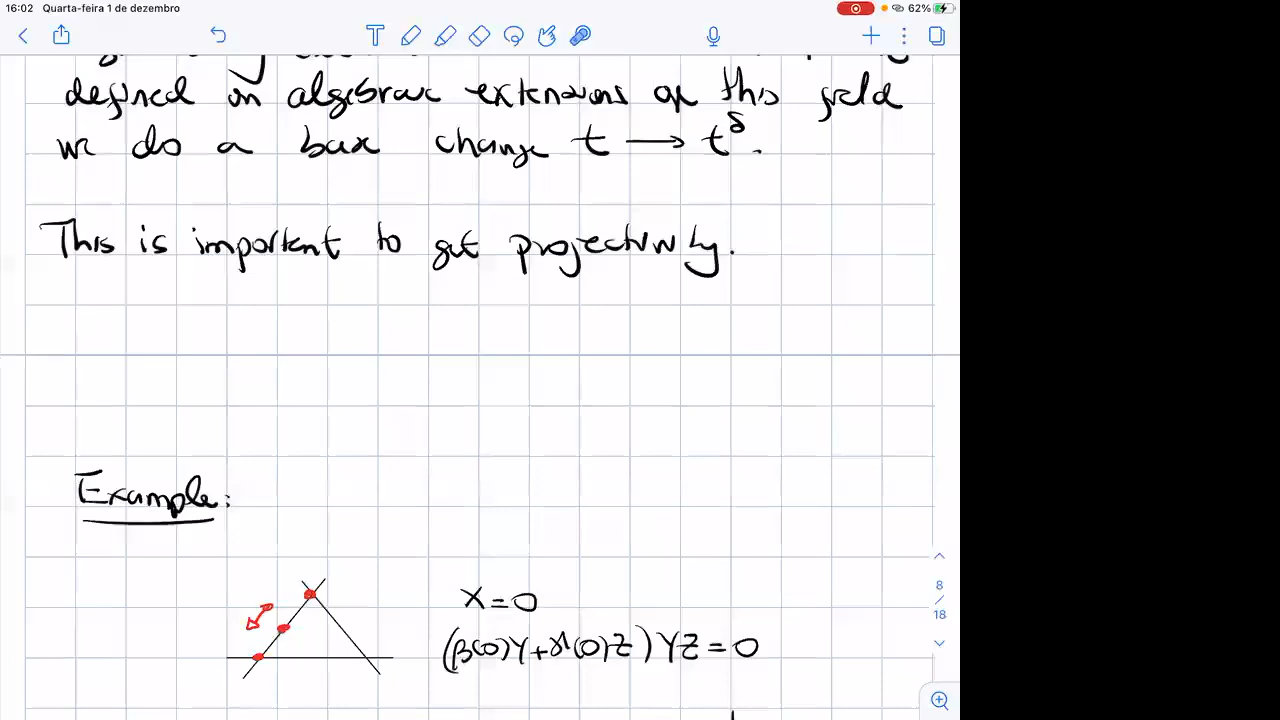 16:02 Quarta-feira 1 de dezembro
62%
defined in algebraic extensions of this field
we do a base change t → t^δ.
This is important to get projectivity.
Example:
8
/
18
X=0
(β(0)Y+γ(0)Z)YZ=0